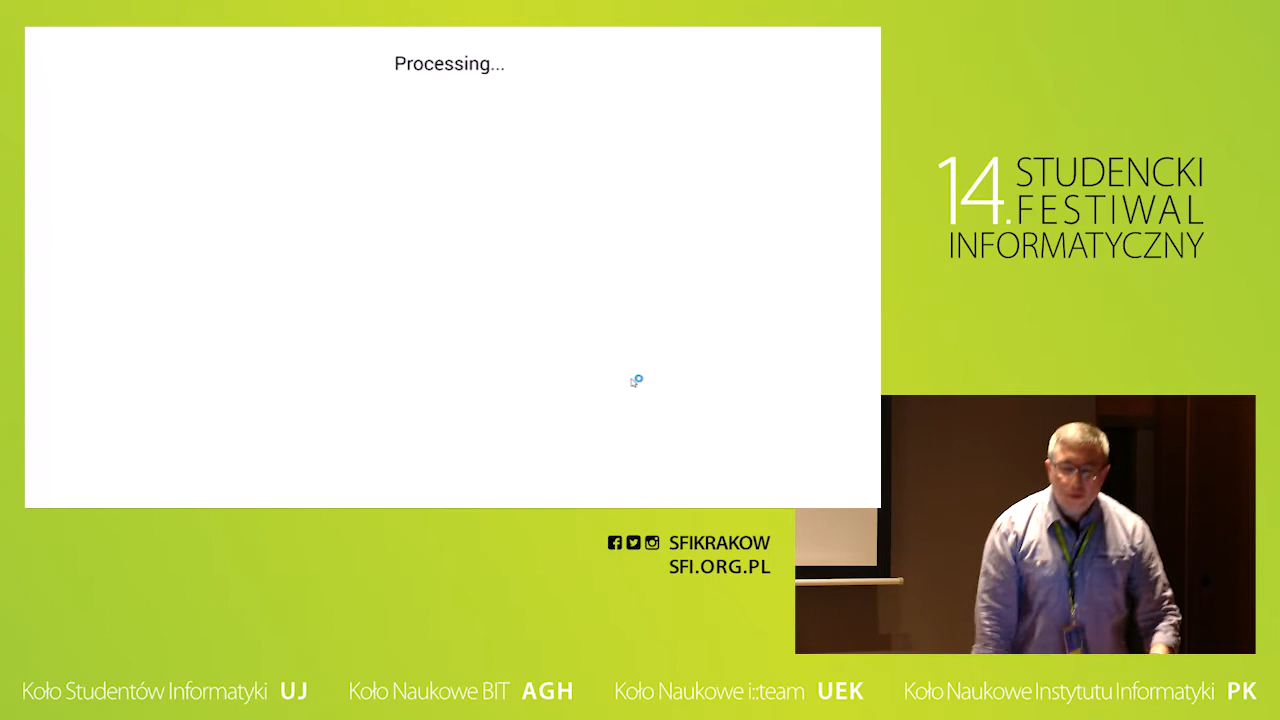 Processing...
14. STUDENCKI
FESTIWAL
INFORMATYCZNY
SFIKRAKOW
SFI.ORG.PL
Koło Studentów Informatyki UJ
Koło Naukowe BIT AGH
Koło Naukowe i::team UEK
Koło Naukowe Instytutu Informatyki PK